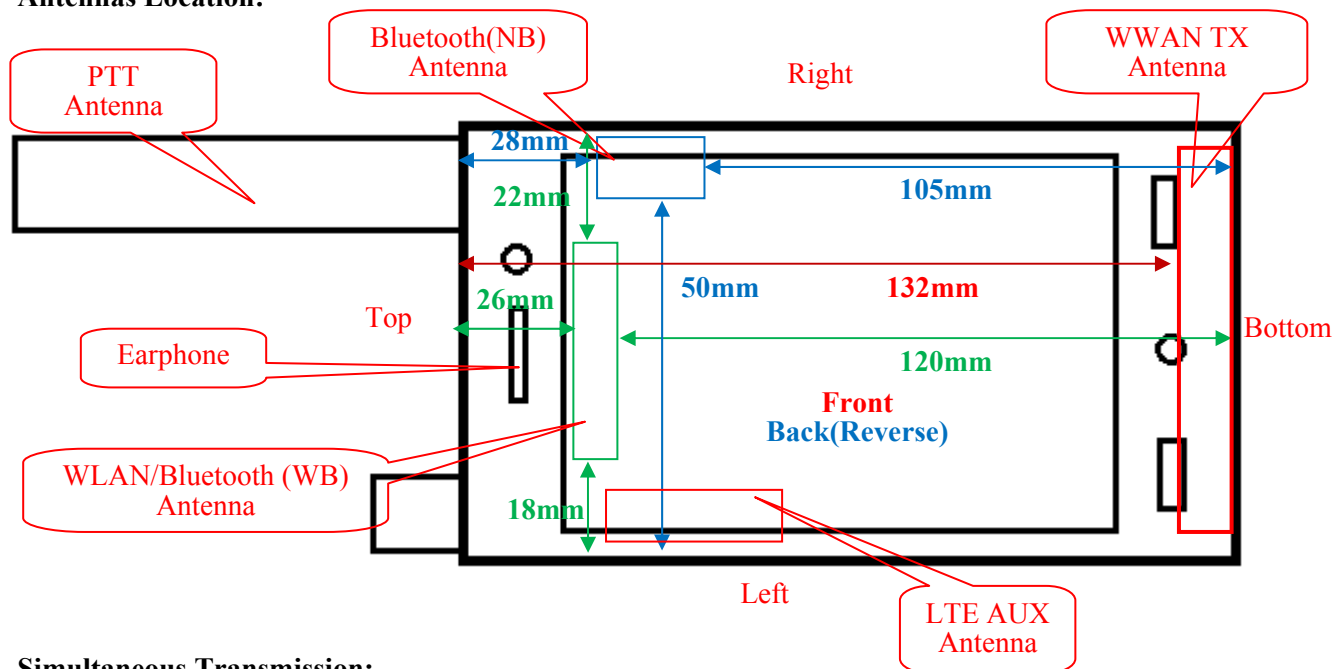 Antennas Location:
Bluetooth(NB)
Antenna
WWAN TX
Antenna
PTT
Antenna
Right
28mm
22mm
105mm
50mm
132mm
26mm
Top
Bottom
Earphone
120mm
Front
Back(Reverse)
WLAN/Bluetooth (WB)
Antenna
18mm
Left
LTE AUX
Antenna
Simultaneous Transmission: